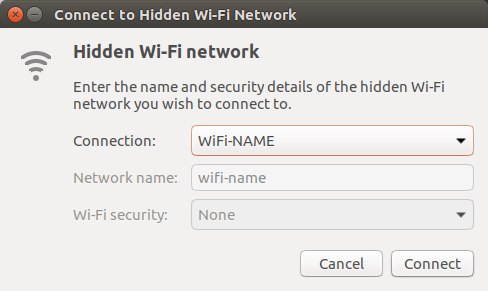 Connect to Hidden Wi-Fi Network
Hidden Wi-Fi network
Enter the name and security details of the hidden Wi-Fi
network you wish to connect to.
Connection: WiFi-NAME
Network name: wifi-name
Wi-Fi security: None
Cancel Connect